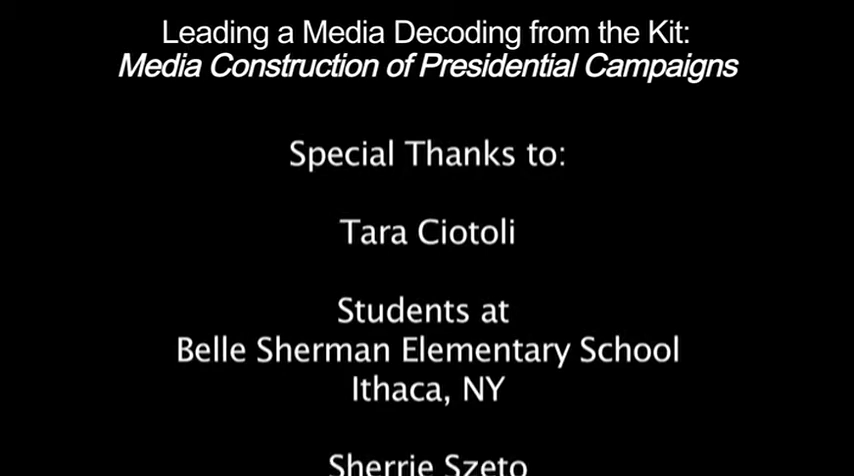 Leading a Media Decoding from the Kit:
Media Construction of Presidential Campaigns
Special Thanks to:
Tara Ciotoli
Students at
Belle Sherman Elementary School
Ithaca, NY
Sherrie Szeto